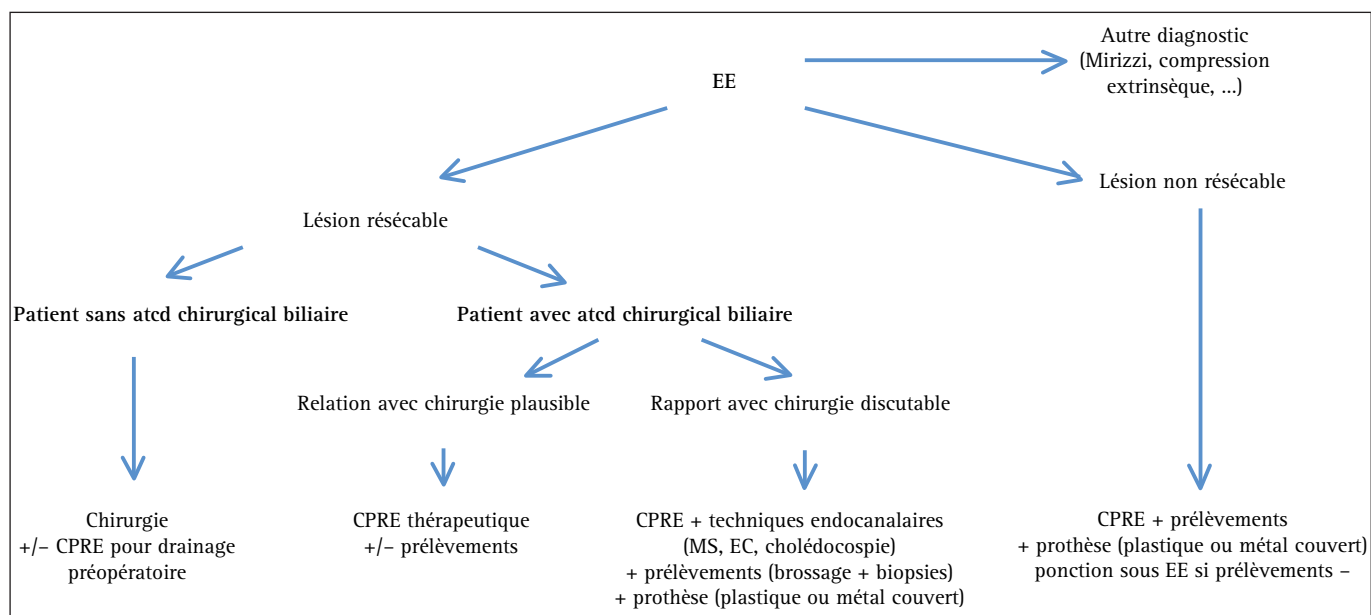 Autre diagnostic
(Mirizzi, compression
extrinsèque, ...)
EE
Lésion non résécable
Lésion résécable
Patient sans atcd chirurgical biliaire
Patient avec atcd chirurgical biliaire
Relation avec chirurgie plausible
Rapport avec chirurgie discutable
Chirurgie
+/– CPRE pour drainage
préopératoire
CPRE thérapeutique
+/– prélèvements
CPRE + techniques endocanalaires
(MS, EC, cholédocospie)
+ prélèvements (brossage + biopsies)
+ prothèse (plastique ou métal couvert)
CPRE + prélèvements
+ prothèse (plastique ou métal couvert)
ponction sous EE si prélèvements –